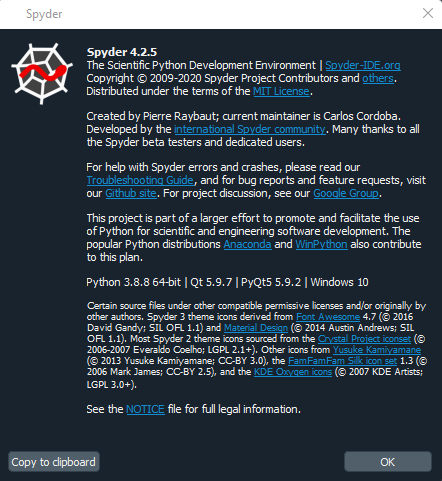 Spyder
Spyder 4.2.5
The Scientific Python Development Environment | Spyder-IDE.org
Copyright © 2009-2020 Spyder Project Contributors and others.
Distributed under the terms of the MIT License.
Created by Pierre Raybaut; current maintainer is Carlos Cordoba.
Developed by the international Spyder community. Many thanks to all
the Spyder beta testers and dedicated users.
For help with Spyder errors and crashes, please read our
Troubleshooting Guide, and for bug reports and feature requests, visit
our Github site. For project discussion, see our Google Group.
This project is part of a larger effort to promote and facilitate the use
of Python for scientific and engineering software development. The
popular Python distributions Anaconda and WinPython also contribute
to this plan.
Python 3.8.8 64-bit | Qt 5.9.7 | PyQt5 5.9.2 | Windows 10
Certain source files under other compatible permissive licenses and/or originally by
other authors. Spyder 3 theme icons derived from Font Awesome 4.7 (© 2016
David Gandy; SIL OFL 1.1) and Material Design (© 2014 Austin Andrews; SIL
OFL 1.1). Most Spyder 2 theme icons sourced from the Crystal Project iconset (©
2006-2007 Everaldo Coelho; LGPL 2.1+). Other icons from Yusuke Kamiyamane
(© 2013 Yusuke Kamiyamane; CC-BY 3.0), the FamFamFam Silk icon set 1.3 (©
2006 Mark James; CC-BY 2.5), and the KDE Oxygen icons (© 2007 KDE Artists;
LGPL 3.0+).
See the NOTICE file for full legal information.
Copy to clipboard
OK